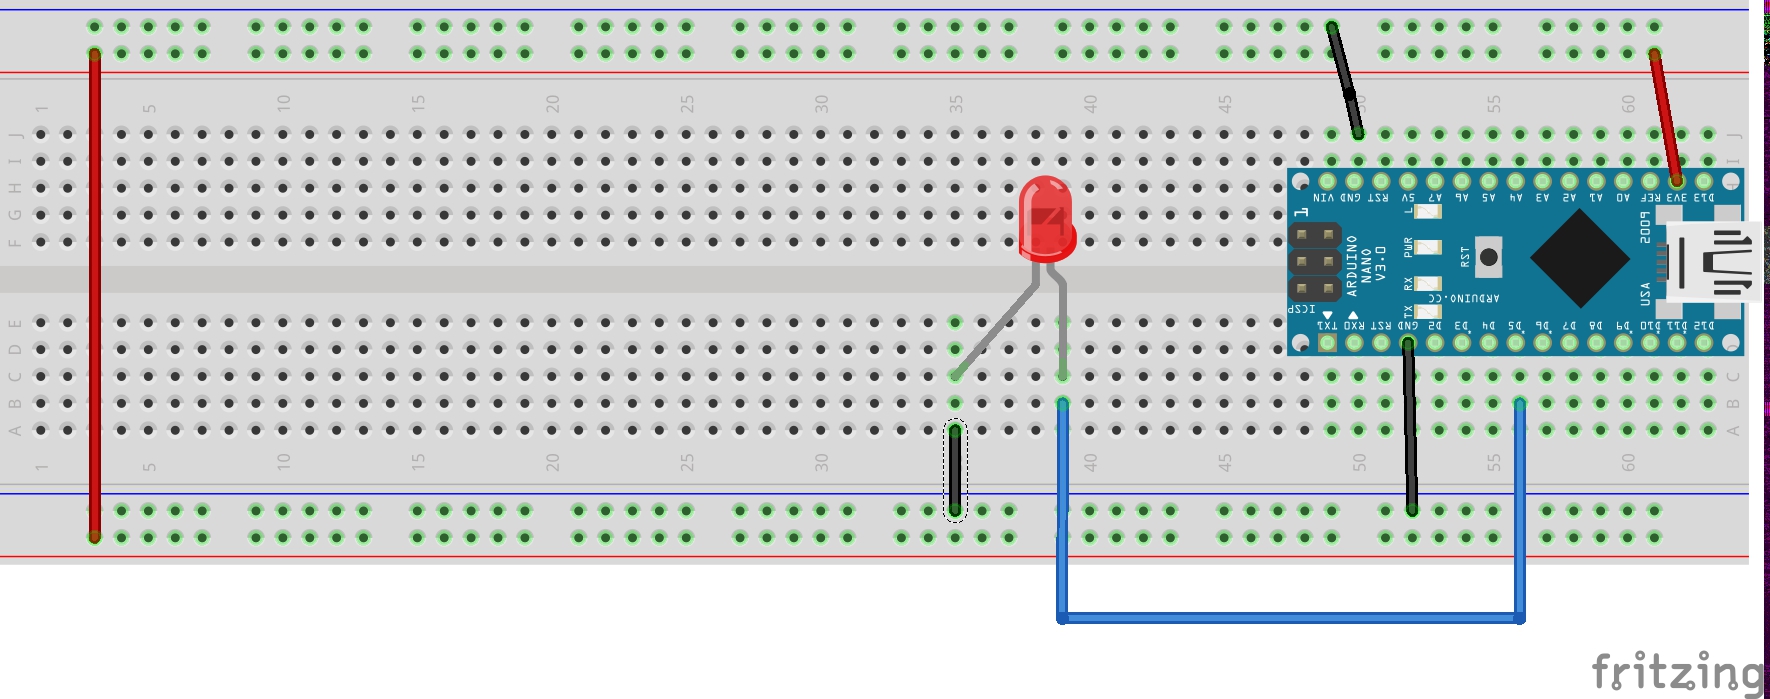 1 5 10 15 20 25 30 35 40 45 50 55 60
J J
I I
H
G
F
VIN GND RST 5V A7 A6 A5 A4 A3 A2 A1 A0 REF 3V3 D13
1
L
PWR
RX
TX
ARDUINO
NANO
V3.0
RST
2009
USA
ARDUINO.CC
ICSP
TX1 RX0 RST GND D2 D3 D4 D5 D6 D7 D8 D9 D10 D11 D12
E
D
C C
B B
A A
1 5 10 15 20 25 30 40 45 50 55 60
fritzing